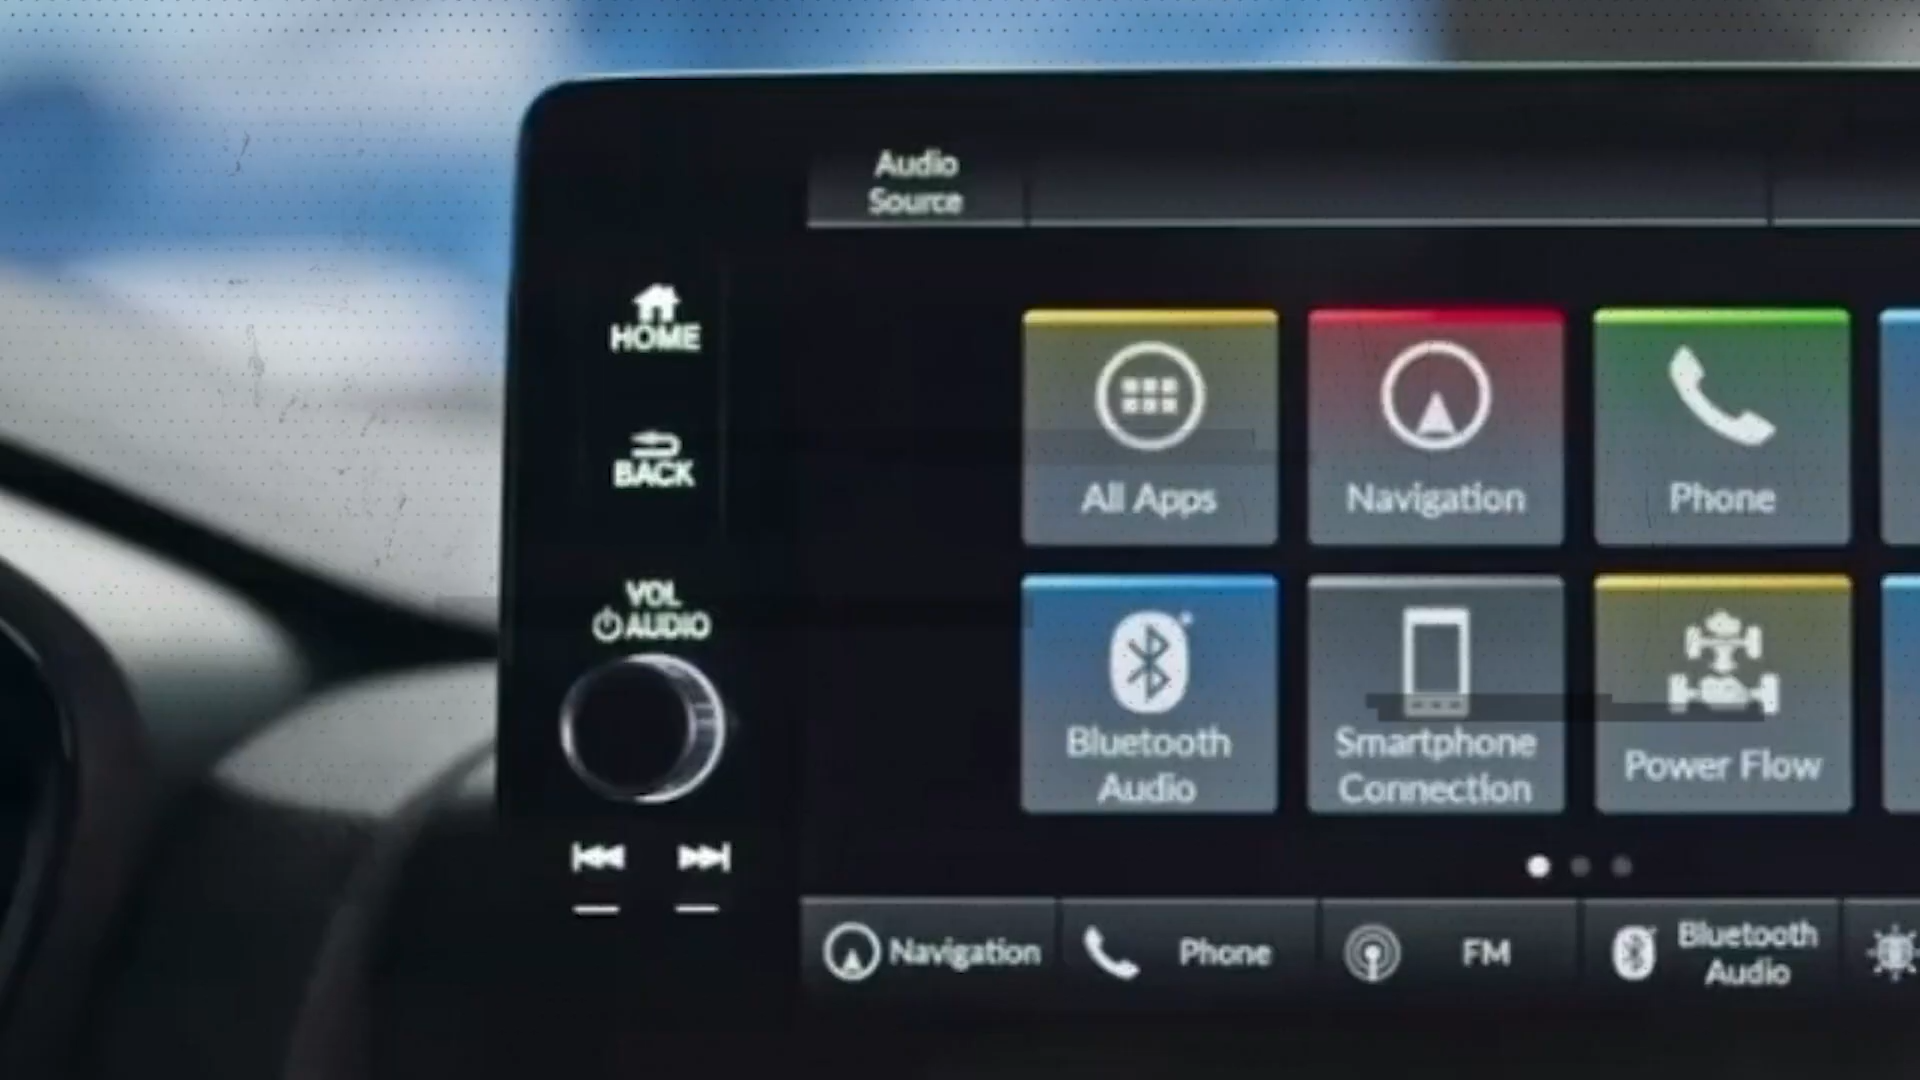 Audio
Source
HOME
BACK
VOL
AUDIO
All Apps
Navigation
Phone
Bluetooth
Audio
Smartphone
Connection
Power Flow
Navigation
Phone
FM
Bluetooth
Audio